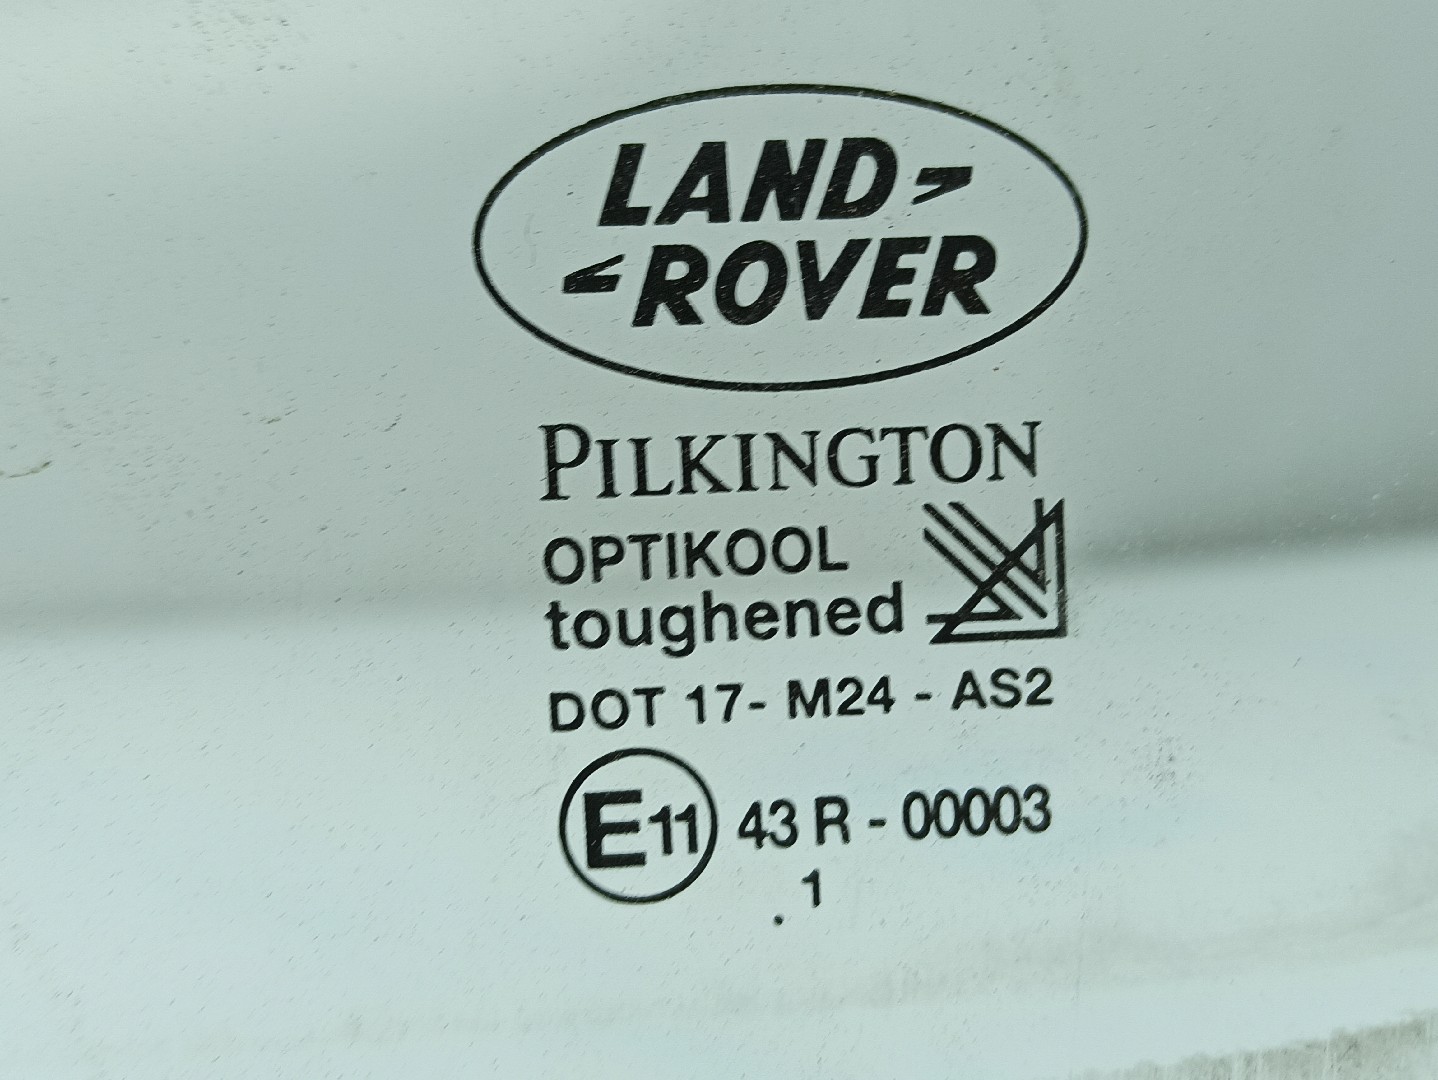 LAND
ROVER
PILKINGTON
OPTIKOOL
toughened
DOT 17- M24 - AS2
E11 43 R - 00003
. 1